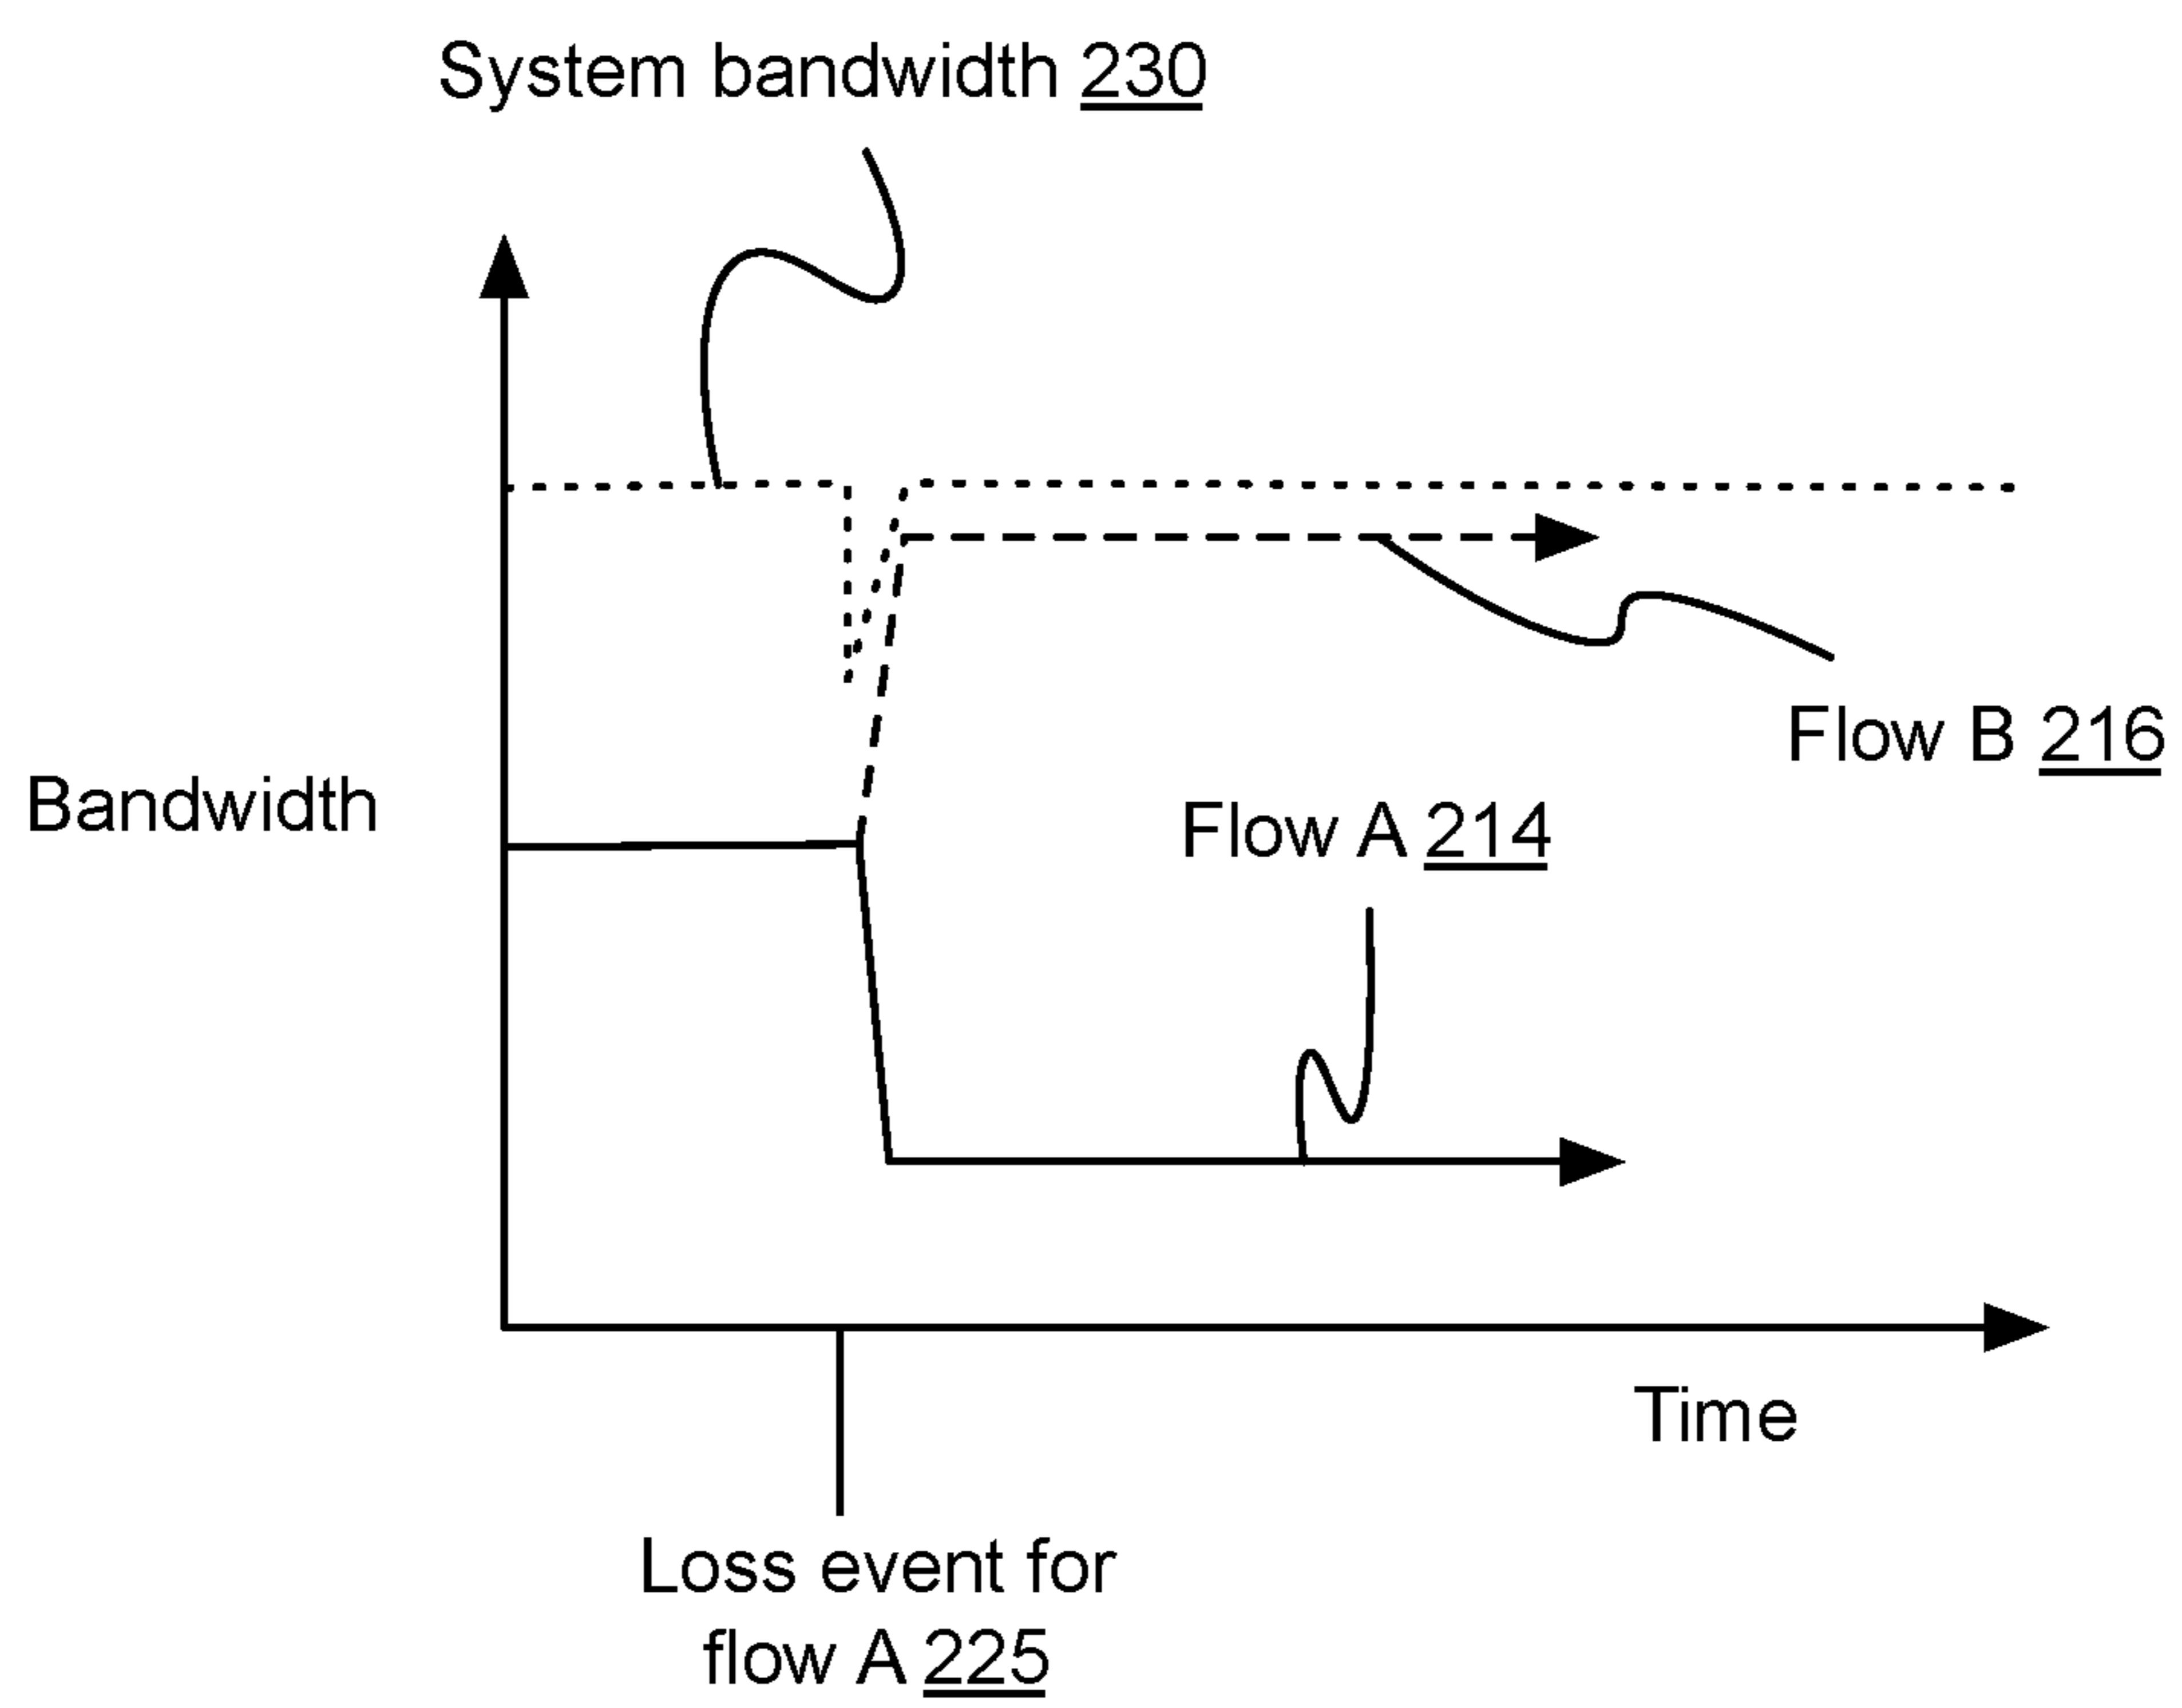 System bandwidth 230
Flow B 216
Bandwidth
Flow A 214
Time
Loss event for
flow A 225